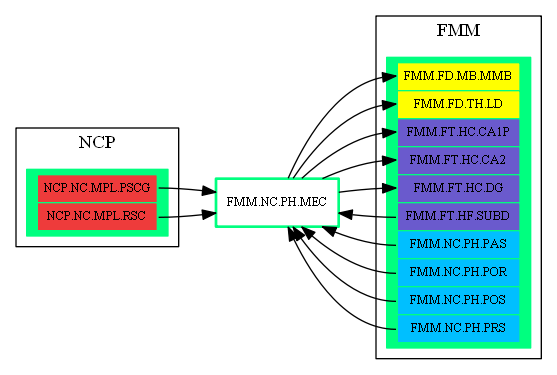 FMM
FMM.FD.MB.MMB
FMM.FD.TH.LD
FMM.FT.HC.CA1P
NCP
FMM.FT.HC.CA2
NCP.NC.MPL.PSCG
FMM.NC.PH.MEC
FMM.FT.HC.DG
NCP.NC.MPL.RSC
FMM.FT.HF.SUBD
FMM.NC.PH.PAS
FMM.NC.PH.POR
FMM.NC.PH.POS
FMM.NC.PH.PRS